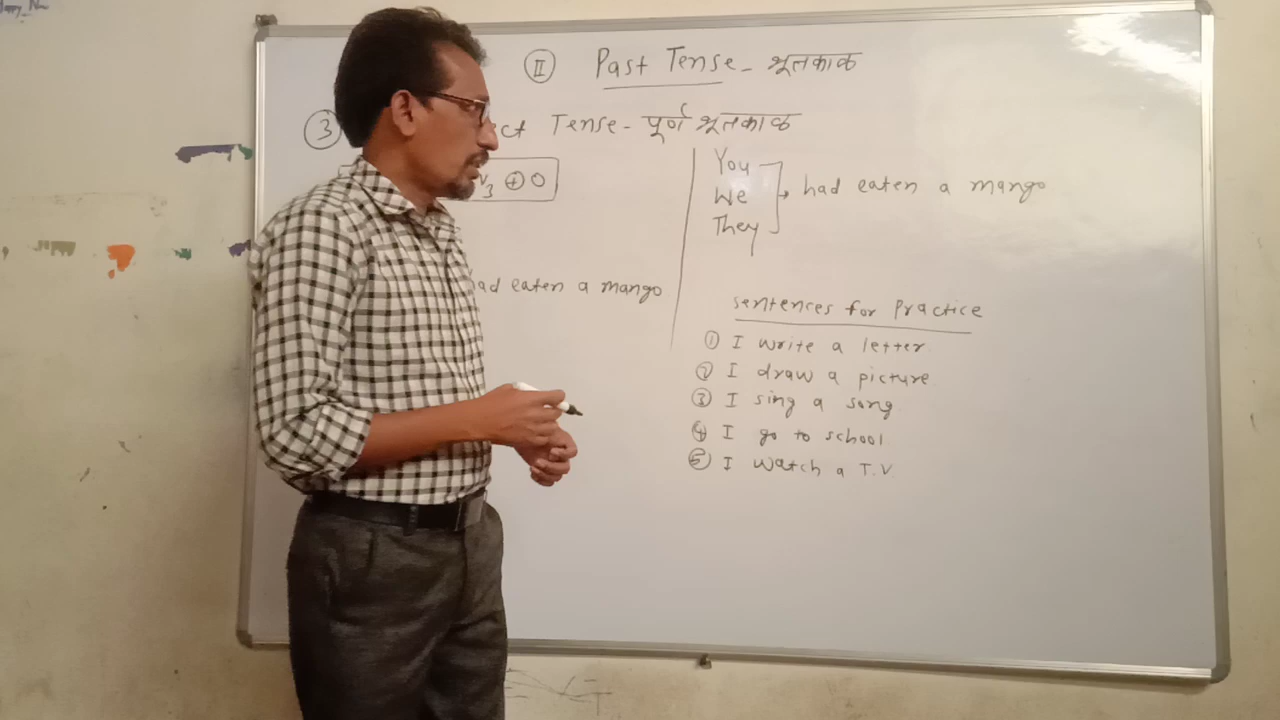 II Past Tense - भूतकाळ
3 ct Tense - पूर्ण भूतकाळ
V3 + O
had eaten a mango
You
We
They
had eaten a mango
sentences for Practice
1 I write a letter
2 I draw a picture
3 I sing a song
4 I go to school
5 I watch a T.V